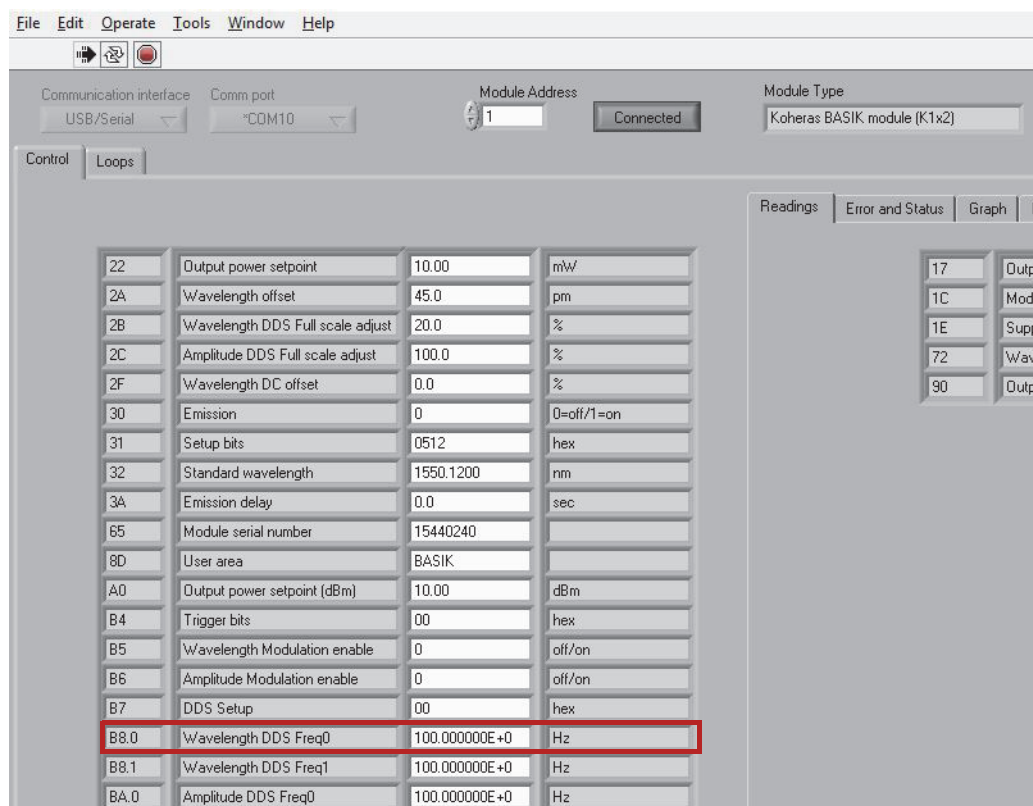 File Edit Operate Tools Window Help
Communication interface Comm port Module Address Module Type
USB/Serial COM10 1 Connected Koheras BASIK module (K1x2)
Control Loops
Readings Error and Status Graph
22 Output power setpoint 10.00 mW
2A Wavelength offset 45.0 pm
2B Wavelength DDS Full scale adjust 20.0 %
2C Amplitude DDS Full scale adjust 100.0 %
2F Wavelength DC offset 0.0 %
30 Emission 0 0=off/1=on
31 Setup bits 0512 hex
32 Standard wavelength 1550.1200 nm
3A Emission delay 0.0 sec
65 Module serial number 15440240
8D User area BASIK
A0 Output power setpoint (dBm) 10.00 dBm
B4 Trigger bits 00 hex
B5 Wavelength Modulation enable 0 off/on
B6 Amplitude Modulation enable 0 off/on
B7 DDS Setup 00 hex
B8.0 Wavelength DDS Freq0 100.000000E+0 Hz
B8.1 Wavelength DDS Freq1 100.000000E+0 Hz
BA.0 Amplitude DDS Freq0 100.000000E+0 Hz
17 Outp
1C Mod
1E Supp
72 Wav
90 Outp